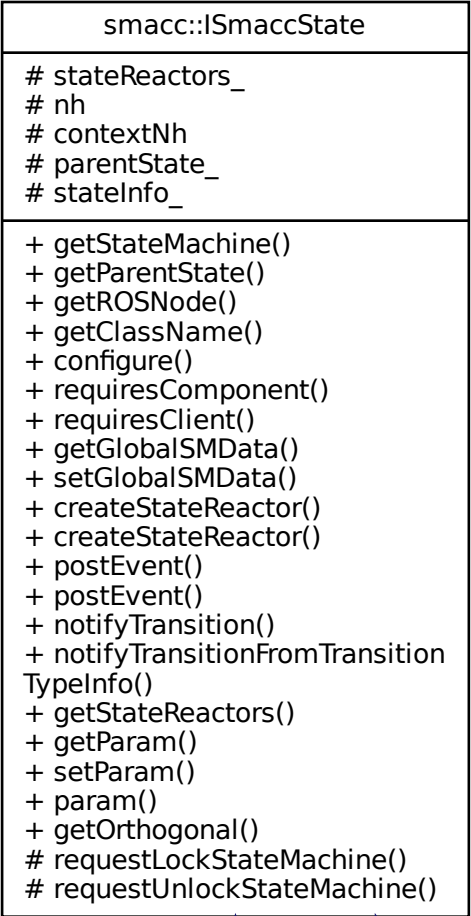 smacc::ISmaccState
# stateReactors_
# nh
# contextNh
# parentState_
# stateInfo_
+ getStateMachine()
+ getParentState()
+ getROSNode()
+ getClassName()
+ configure()
+ requiresComponent()
+ requiresClient()
+ getGlobalSMData()
+ setGlobalSMData()
+ createStateReactor()
+ createStateReactor()
+ postEvent()
+ postEvent()
+ notifyTransition()
+ notifyTransitionFromTransition
TypeInfo()
+ getStateReactors()
+ getParam()
+ setParam()
+ param()
+ getOrthogonal()
# requestLockStateMachine()
# requestUnlockStateMachine()